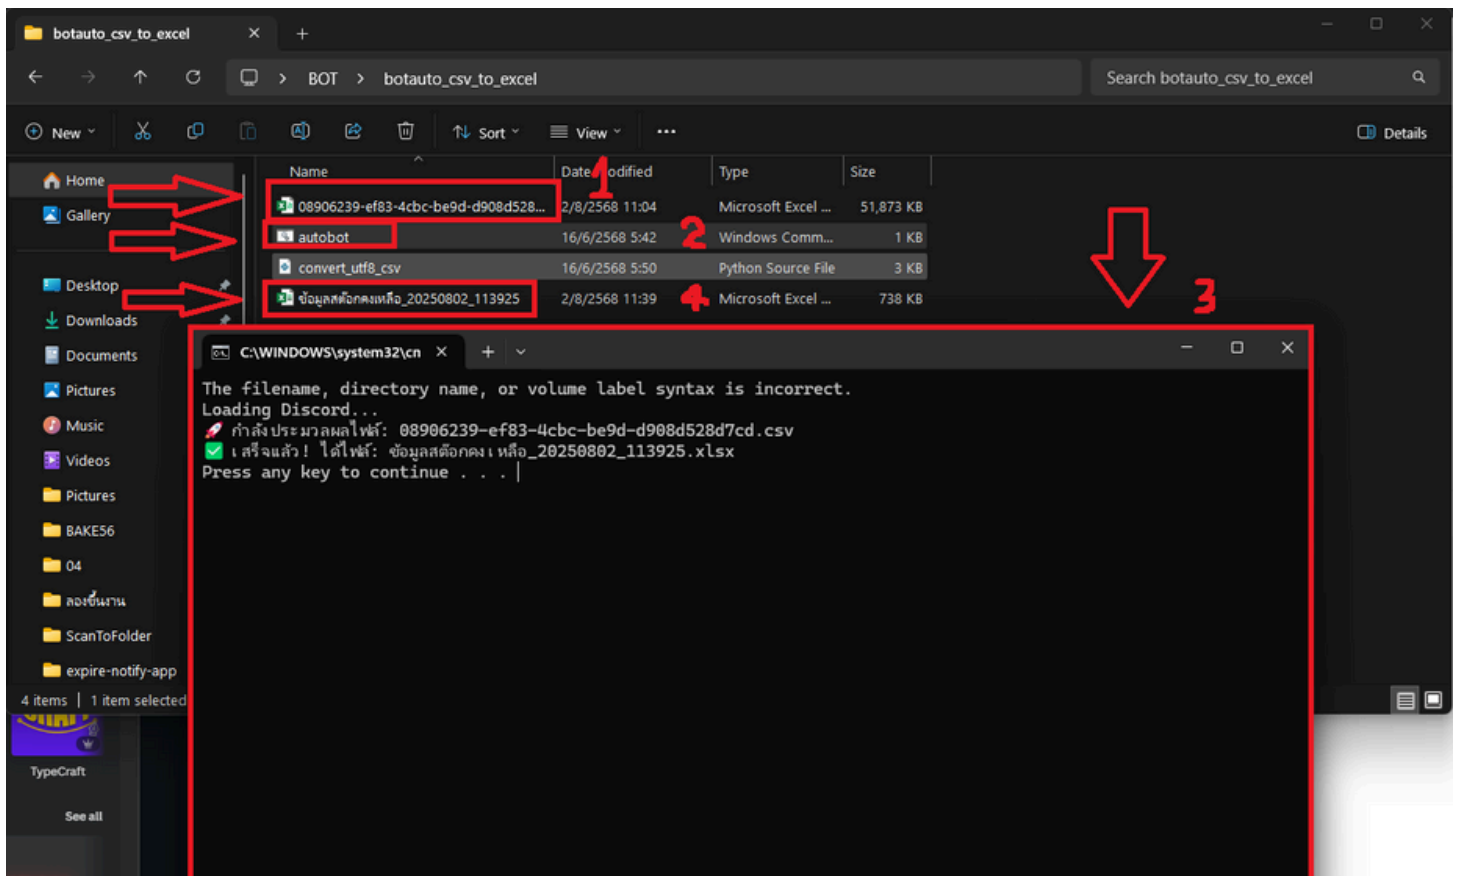 botauto_csv_to_excel
BOT > botauto_csv_to_excel
Search botauto_csv_to_excel
New
Sort
View
Details
Name
Date modified
Type
Size
1
Home
Gallery
Desktop
Downloads
Documents
Pictures
Music
Videos
Pictures
BAKE56
04
ลองขึ้นงาน
ScanToFolder
expire-notify-app
08906239-ef83-4cbc-be9d-d908d528... 2/8/2568 11:04 Microsoft Excel ... 51,873 KB
autobot 16/6/2568 5:42 2 Windows Comm... 1 KB
convert_utf8_csv 16/6/2568 5:50 Python Source File 3 KB
ข้อมูลสต๊อกคงเหลือ_20250802_113925 2/8/2568 11:39 4 Microsoft Excel ... 738 KB
3
C:\WINDOWS\system32\cn
The filename, directory name, or volume label syntax is incorrect.
Loading Discord...
🚀 กำลังประมวลผลไฟล์: 08906239-ef83-4cbc-be9d-d908d528d7cd.csv
✅ เสร็จแล้ว! ได้ไฟล์: ข้อมูลสต๊อกคงเหลือ_20250802_113925.xlsx
Press any key to continue . . .
4 items | 1 item selected
TypeCraft
See all